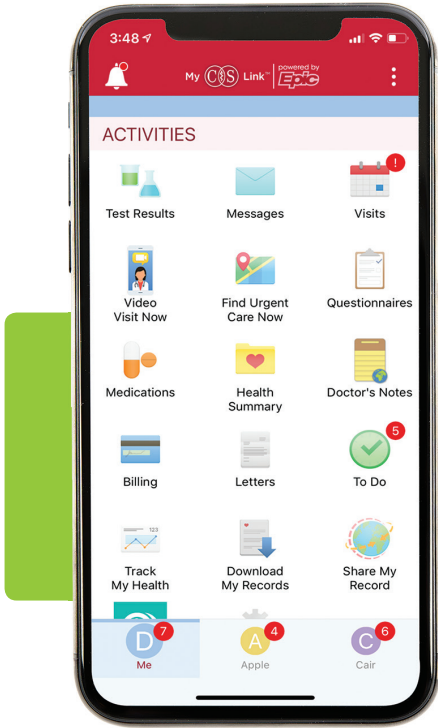 3:48
My COS Link™ powered by Epic
ACTIVITIES
Test Results Messages Visits
Video Visit Now Find Urgent Care Now Questionnaires
Medications Health Summary Doctor's Notes
5
Billing Letters To Do
123
Track My Health Download My Records Share My Record
D 7 A 4 C 6
Me Apple Cair